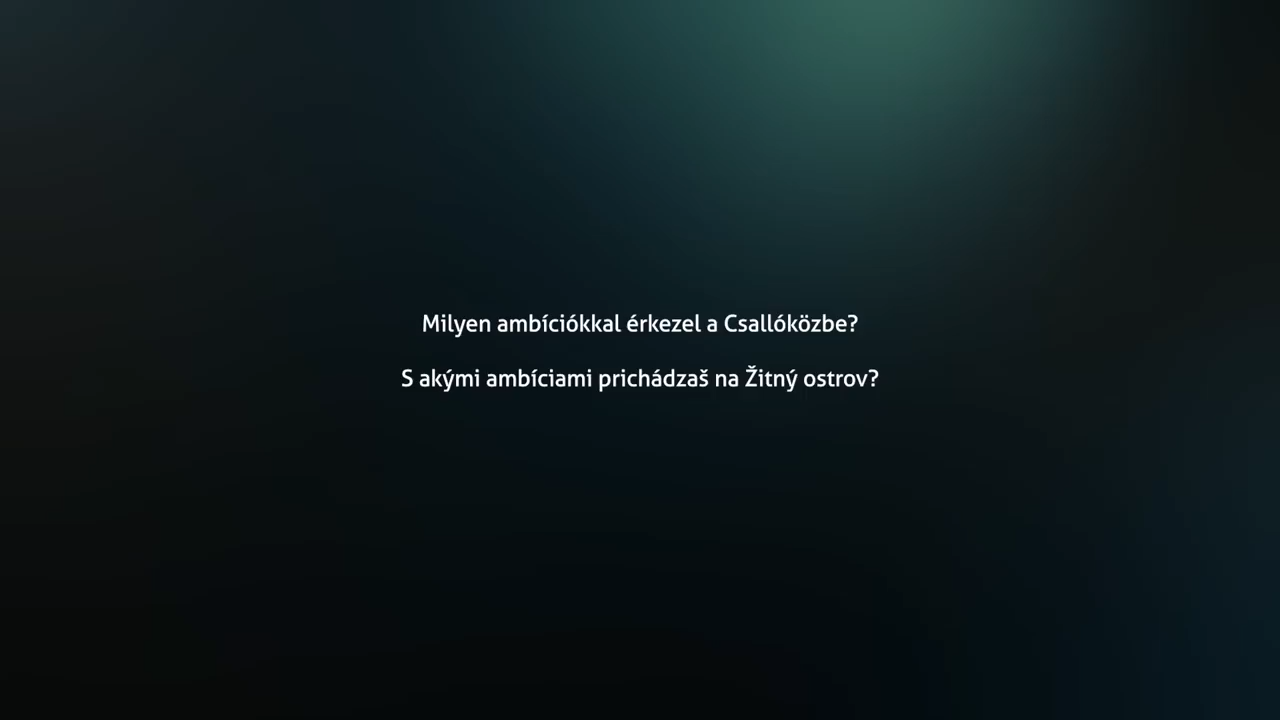 Milyen ambíciókkal érkezel a Csallóközbe?
S akými ambíciami prichádzaš na Žitný ostrov?